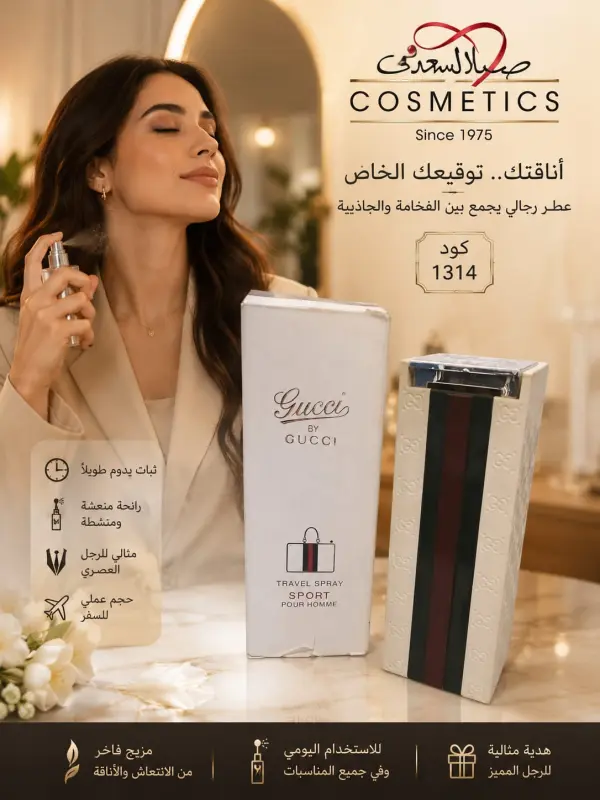 صيدلا السعدني
COSMETICS
Since 1975
أناقتك.. توقيعك الخاص
عطر رجالي يجمع بين الفخامة والجاذبية
كود
1314
Gucci
BY
GUCCI
TRAVEL SPRAY
SPORT
POUR HOMME
ثبات يدوم طويلاً
رائحة منعشة
ومنشطة
مثالي للرجل
العصري
حجم عملي
للسفر
مزيج فاخر
من الانتعاش والأناقة
للاستخدام اليومي
وفي جميع المناسبات
هدية مثالية
للرجل المميز